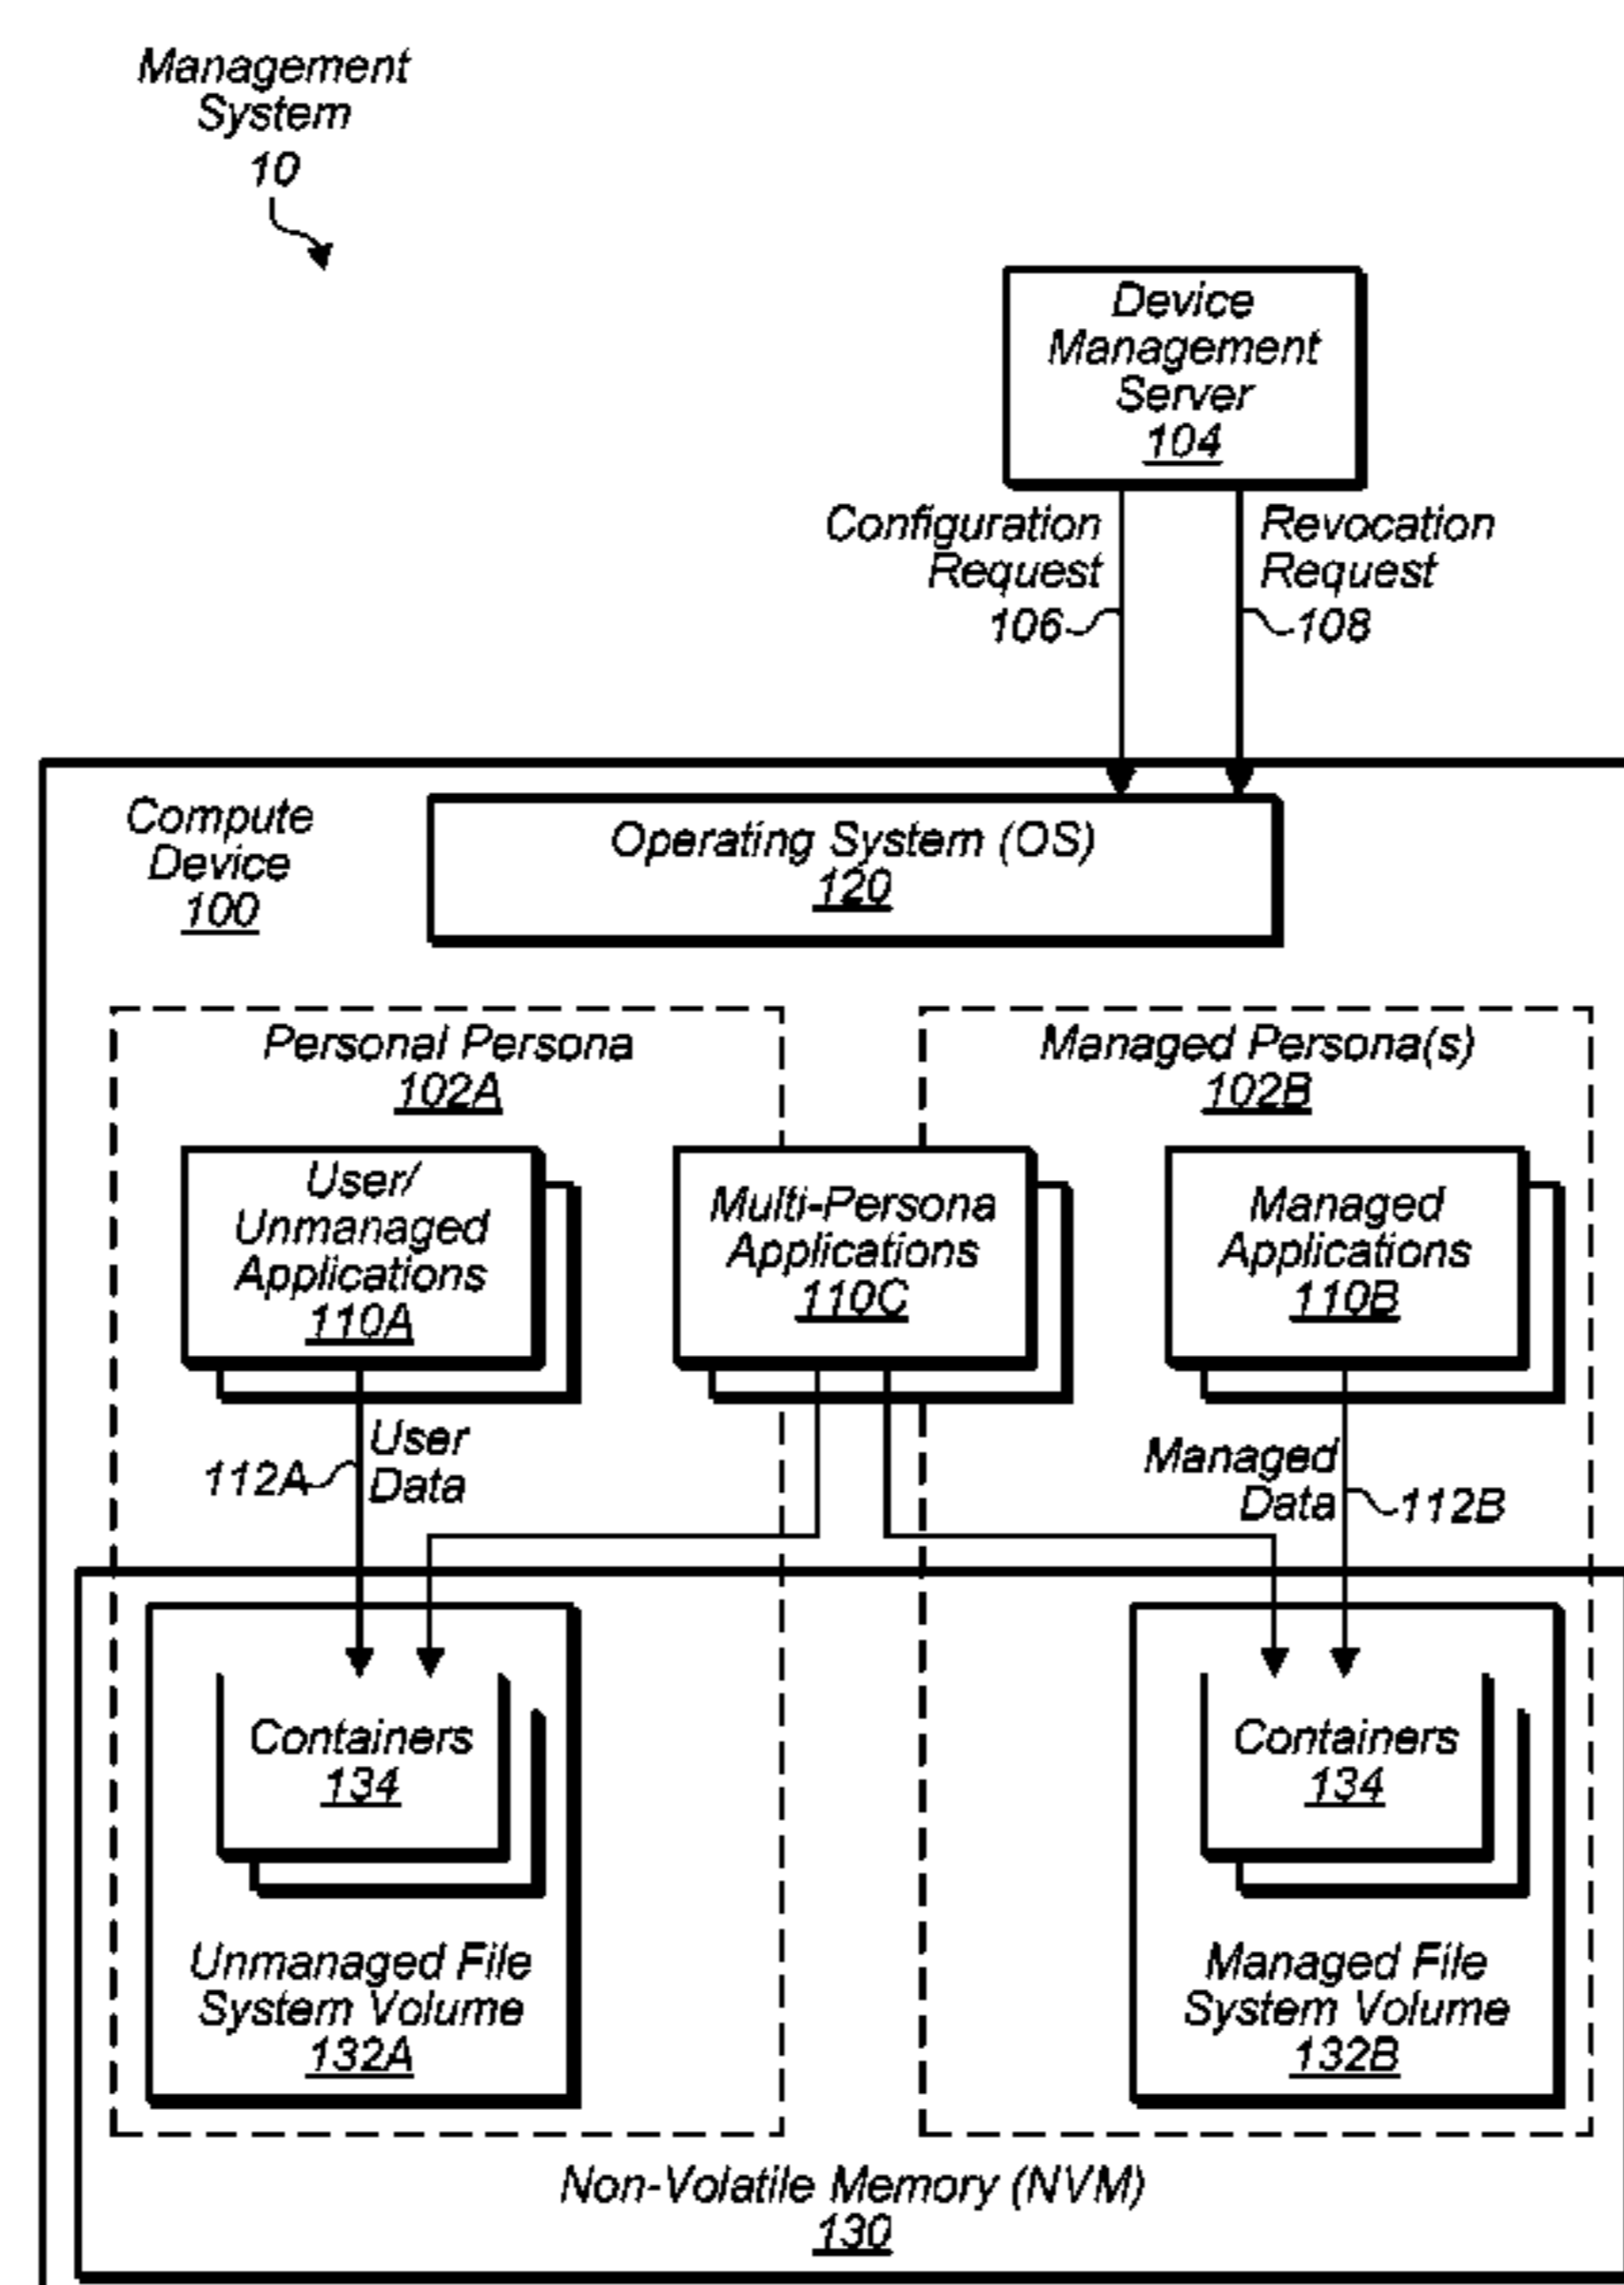 Management
System
10
Device
Management
Server
104
Configuration
Request
106
Revocation
Request
108
Compute
Device
100
Operating System (OS)
120
Personal Persona
102A
Managed Persona(s)
102B
User/
Unmanaged
Applications
110A
Multi-Persona
Applications
110C
Managed
Applications
110B
112A
User
Data
Managed
Data
112B
Containers
134
Unmanaged File
System Volume
132A
Containers
134
Managed File
System Volume
132B
Non-Volatile Memory (NVM)
130